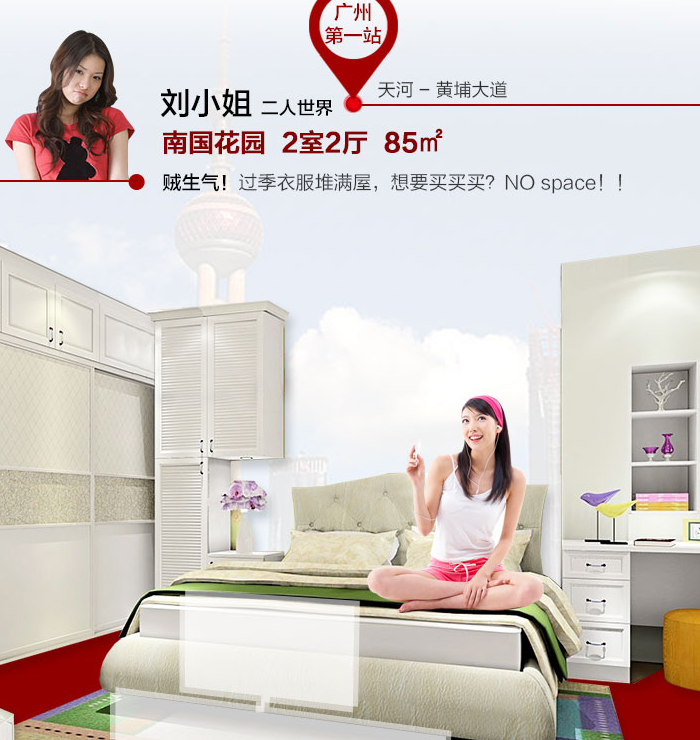 广州
第一站
天河 – 黄埔大道
刘小姐 二人世界
南国花园 2室2厅 85㎡
贼生气！过季衣服堆满屋，想要买买买？NO space！！